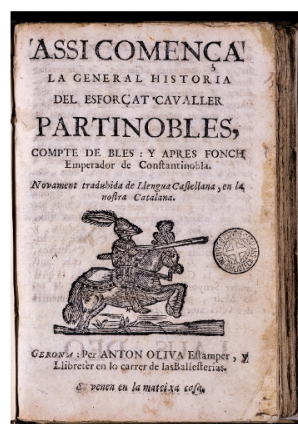 ASSI COMENÇA
LA GENERAL HISTORIA
DEL ESFORÇAT CAVALLER
PARTINOBLES,
COMPTE DE BLES: Y APRES FONCH
Emperador de Constantinobla.
Novament traduhida de Llengua Castellana, en la
nostra Catalana.
GERONA: Per ANTON OLIVA Estamper, y
Llibreter en lo carrer de las Ballesterias.
Se venen en la mateixa casa.